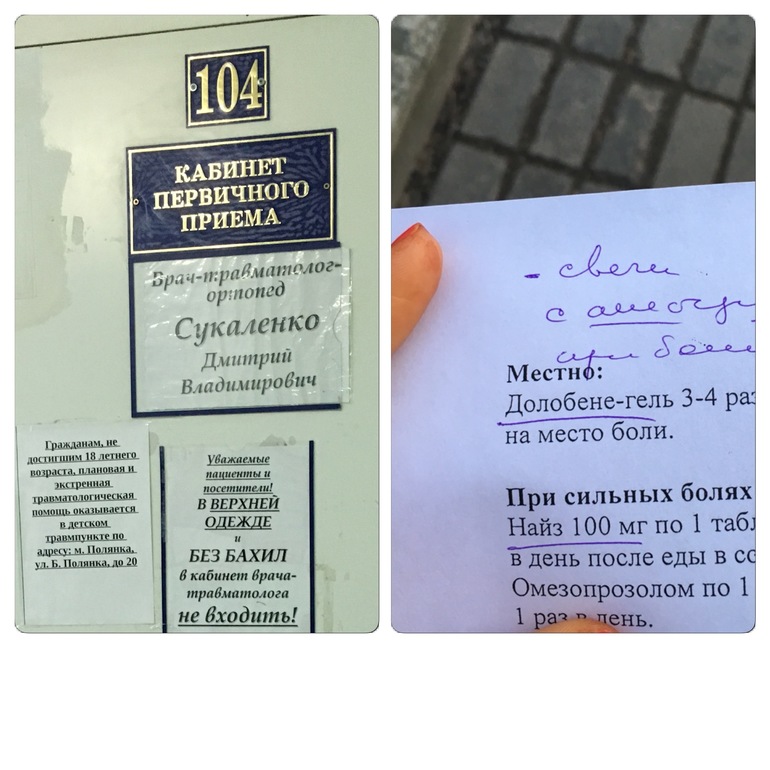 104
КАБИНЕТ
ПЕРВИЧНОГО
ПРИЕМА
Врач-травматолог-
ортопед
Сукаленко
Дмитрий
Владимирович
Гражданам, не
достигшим 18 летнего
возраста, плановая и
экстренная
травматологическая
помощь оказывается
в детском
травмпункте по
адресу: м. Полянка,
ул. Б. Полянка, до 20
Уважаемые
пациенты и
посетители!
В ВЕРХНЕЙ
ОДЕЖДЕ
и
БЕЗ БАХИЛ
в кабинет врача-
травматолога
не входить!
- свечи
с
при
Местно:
Долобене-гель 3-4 раз
на место боли.
При сильных болях
Найз 100 мг по 1 табл
в день после еды в со
Омезопрозолом по 1
1 раз в день.